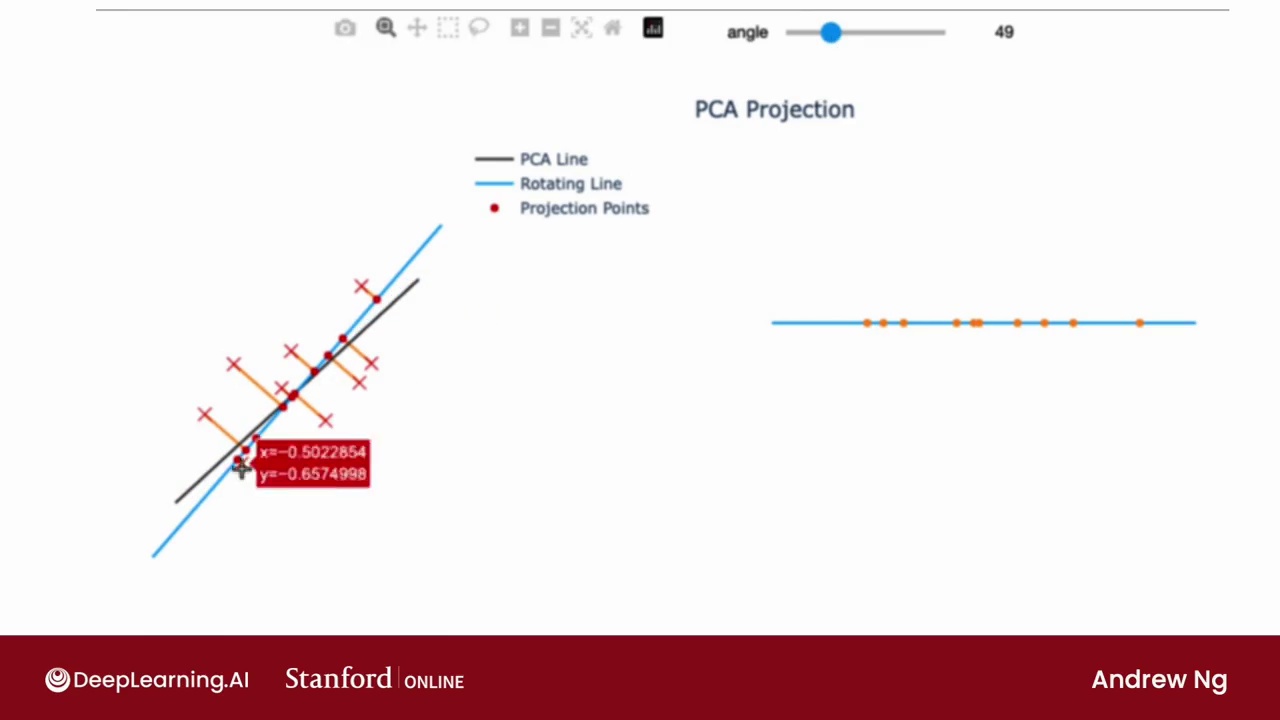 angle 49
PCA Projection
PCA Line
Rotating Line
Projection Points
x=−0.5022854
y=−0.6574998
DeepLearning.AI Stanford ONLINE Andrew Ng